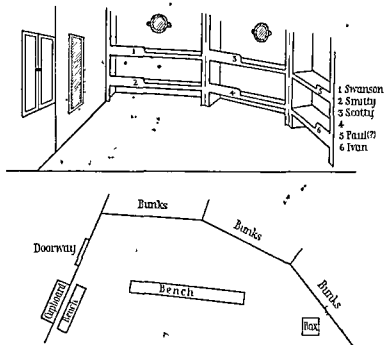 1
2
3
4
5
6
1 Swanson
2 Smitty
3 Scotty
4
5 Paul(?)
6 Ivan
Bunks
Doorway
Bunks
Cupboard
Bench
Bench
Bunks
Box